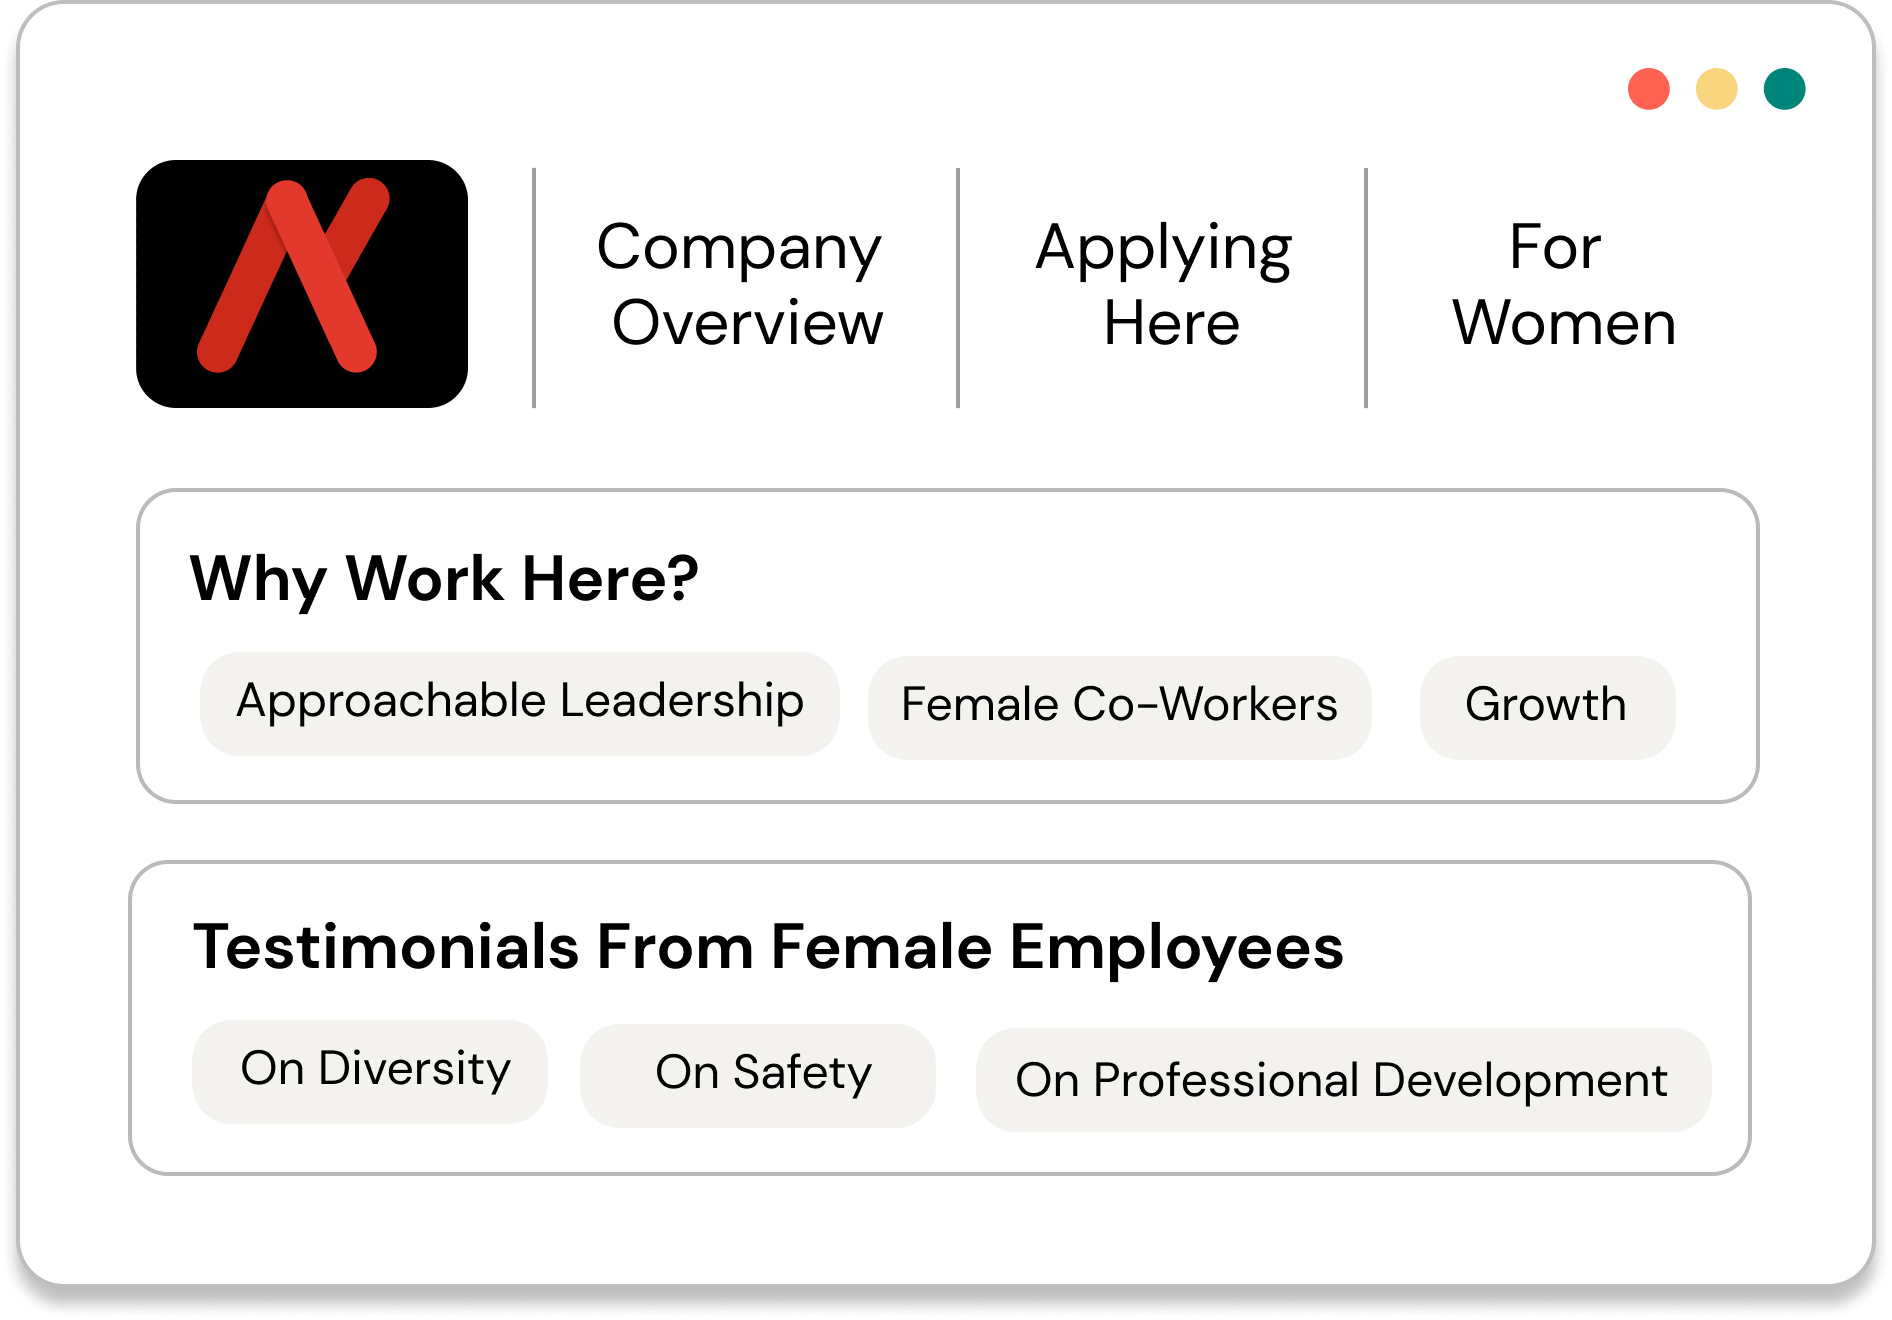 Company
Overview
Applying
Here
For
Women
Why Work Here?
Approachable Leadership
Female Co-Workers
Growth
Testimonials From Female Employees
On Diversity
On Safety
On Professional Development